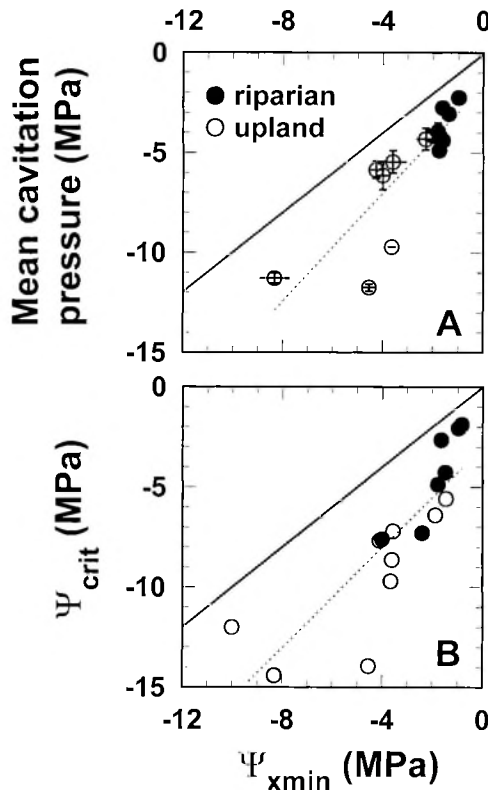 -12 -8 -4 0
0
-5
-10
-15
Mean cavitation
pressure (MPa)
riparian
upland
A
0
-5
-10
-15
Ψcrit (MPa)
B
-12 -8 -4 0
Ψxmin (MPa)